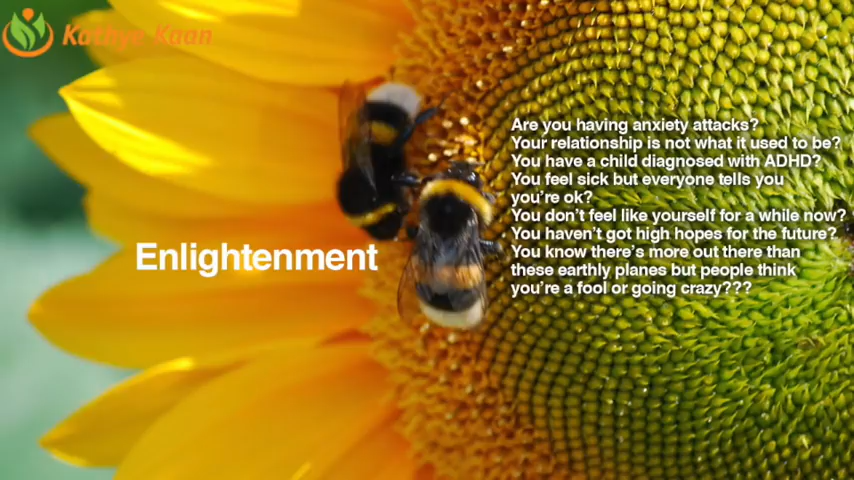 Kathye Kaan
Enlightenment
Are you having anxiety attacks?
Your relationship is not what it used to be?
You have a child diagnosed with ADHD?
You feel sick but everyone tells you
you're ok?
You don't feel like yourself for a while now?
You haven't got high hopes for the future?
You know there's more out there than
these earthly planes but people think
you're a fool or going crazy???